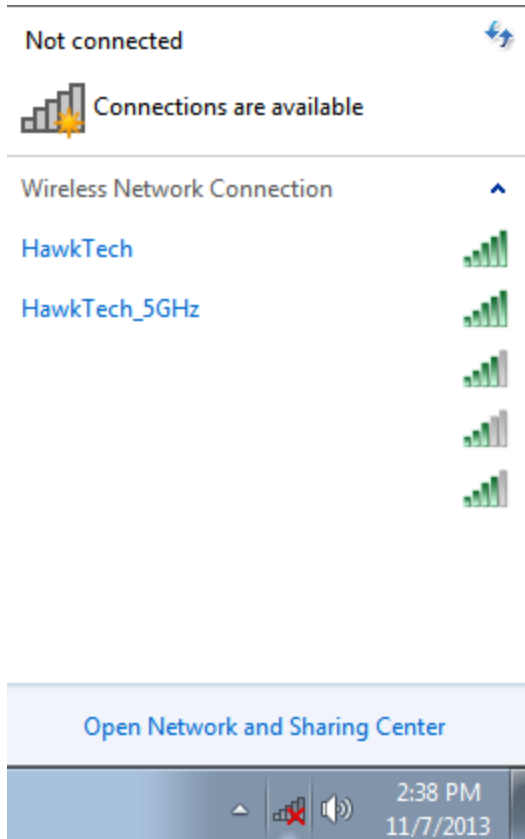 Not connected
Connections are available
Wireless Network Connection
HawkTech
HawkTech_5GHz
Open Network and Sharing Center
2:38 PM
11/7/2013